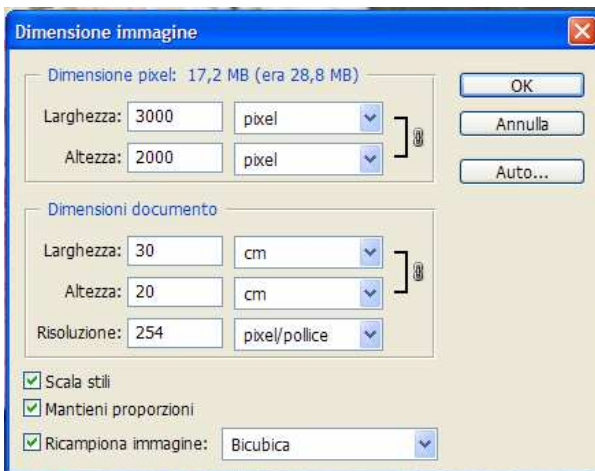 Dimensione immagine
Dimensione pixel: 17,2 MB (era 28,8 MB)
OK
Larghezza: 3000 pixel
Annulla
Altezza: 2000 pixel
Auto...
Dimensioni documento
Larghezza: 30 cm
Altezza: 20 cm
Risoluzione: 254 pixel/pollice
Scala stili
Mantieni proporzioni
Ricampiona immagine: Bicubica